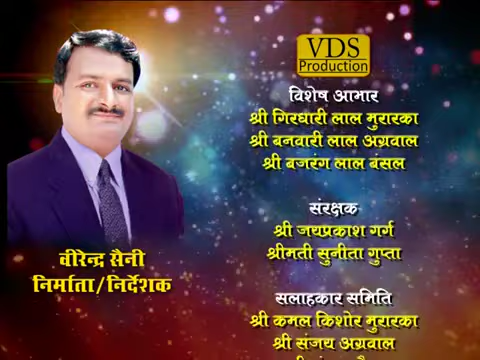 VDS
Production
विशेष आभार
श्री गिरधारी लाल मुरारका
श्री बनवारी लाल अग्रवाल
श्री बजरंग लाल बंसल
संरक्षक
श्री जयप्रकाश गर्ग
श्रीमती सुनीता गुप्ता
वीरेन्द्र सैनी
निर्माता/निर्देशक
सलाहकार समिति
श्री कमल किशोर मुरारका
श्री संजय अग्रवाल